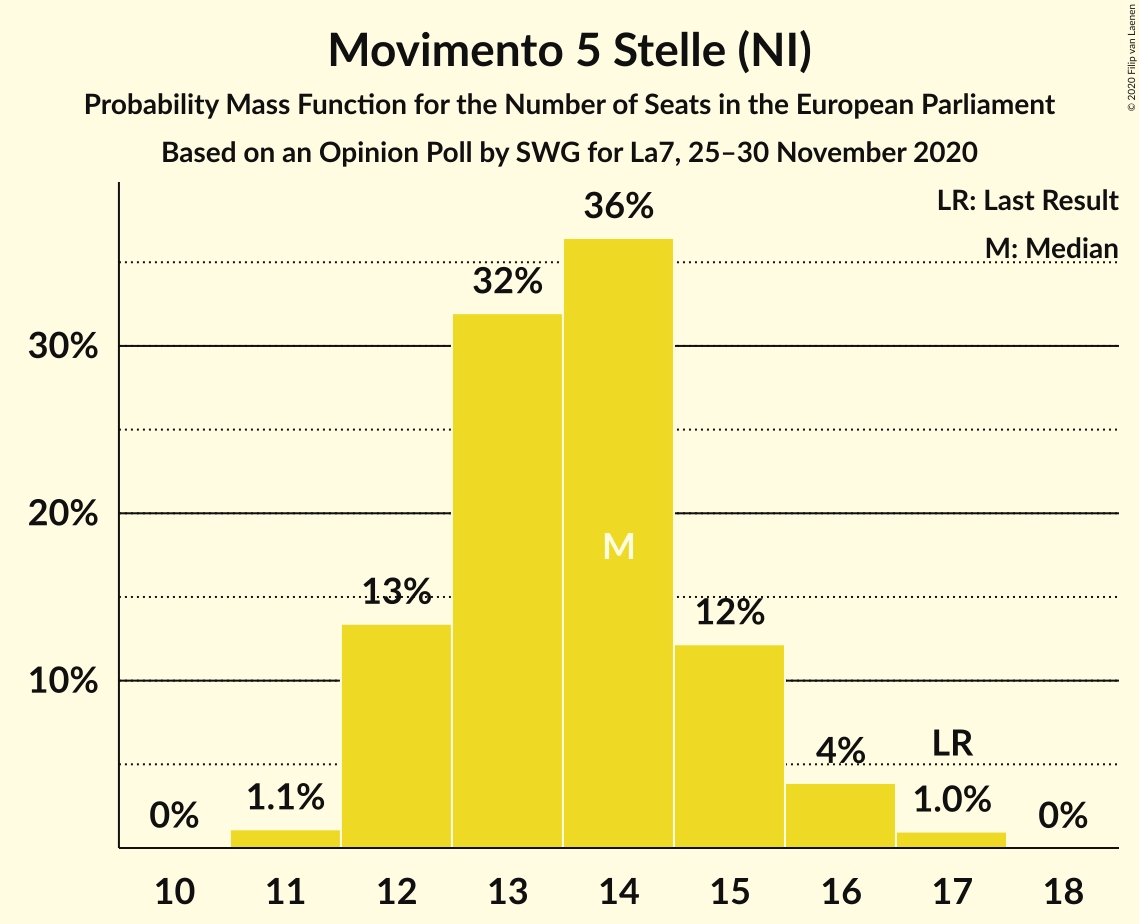 Movimento 5 Stelle (NI)
Probability Mass Function for the Number of Seats in the European Parliament
Based on an Opinion Poll by SWG for La7, 25–30 November 2020
© 2020 Filip van Laenen
LR: Last Result
M: Median
36%
32%
30%
20%
M
13%
12%
10%
4%
LR
1.1%
1.0%
0%
0%
10 11 12 13 14 15 16 17 18